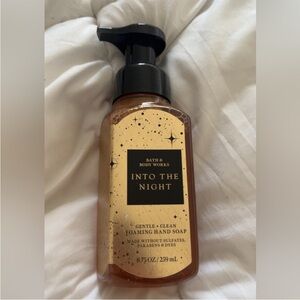 BATH &
BODY WORKS
INTO THE
NIGHT
GENTLE + CLEAN
FOAMING HAND SOAP
MADE WITHOUT SULFATES,
PARABENS & DYES
8.75 OZ / 259 mL